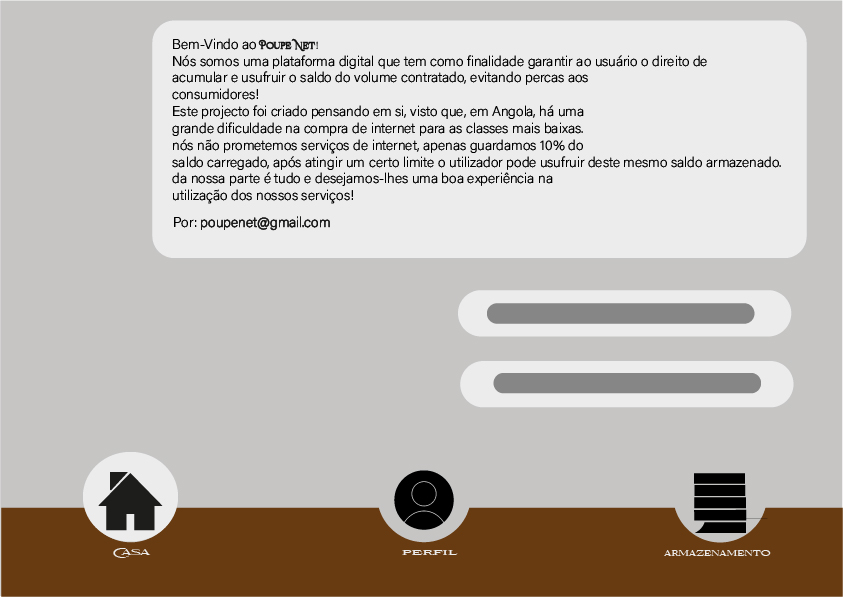 Bem-Vindo ao Poupe Net!
Nós somos uma plataforma digital que tem como finalidade garantir ao usuário o direito de
acumular e usufruir o saldo do volume contratado, evitando percas aos
consumidores!
Este projecto foi criado pensando em si, visto que, em Angola, há uma
grande dificuldade na compra de internet para as classes mais baixas.
nós não prometemos serviços de internet, apenas guardamos 10% do
saldo carregado, após atingir um certo limite o utilizador pode usufruir deste mesmo saldo armazenado.
da nossa parte é tudo e desejamos-lhes uma boa experiência na
utilização dos nossos serviços!
Por: poupenet@gmail.com
Casa
PERFIL
ARMAZENAMENTO